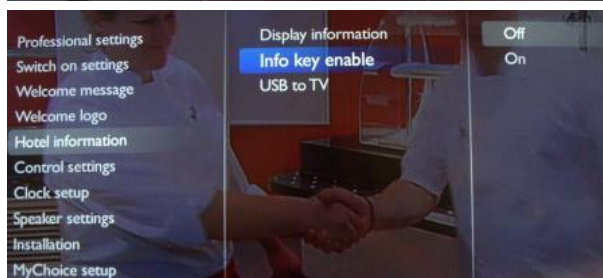 Professional settings
Switch on settings
Welcome message
Welcome logo
Hotel information
Control settings
Clock setup
Speaker settings
Installation
MyChoice setup
Display information
Info key enable
USB to TV
Off
On